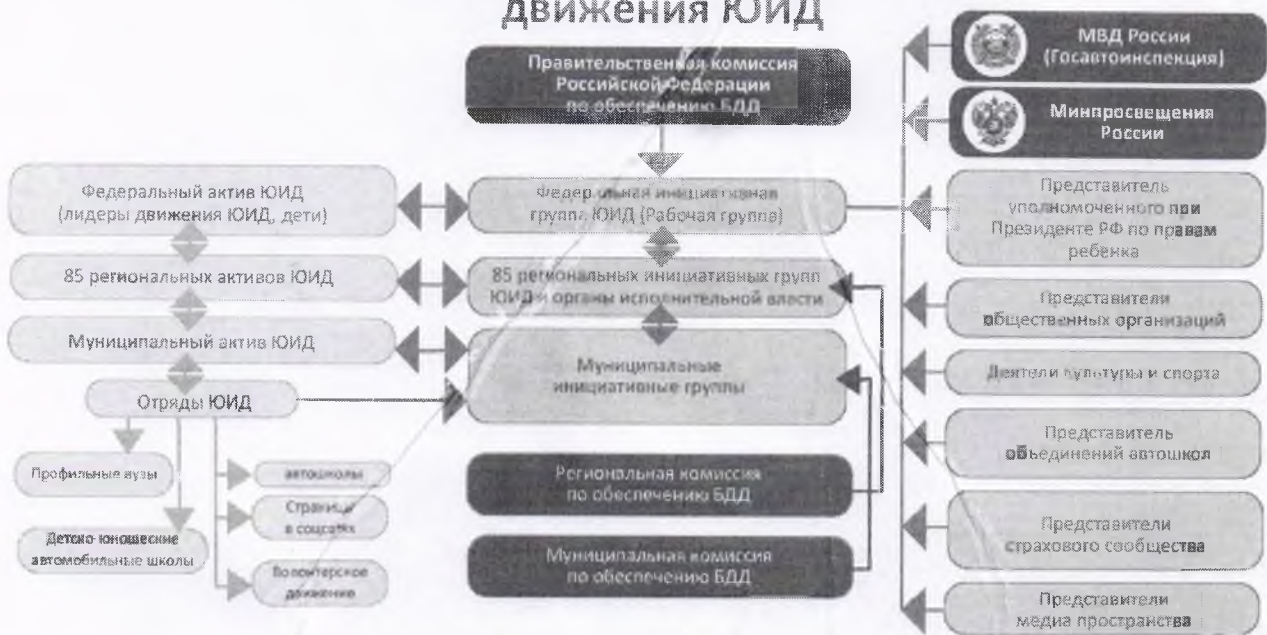 движения ЮИД
Правительственная комиссия
Российской Федерации
по обеспечению БДД
МВД России
(Госавтоинспекция)
Минпросвещения
России
Федеральный актив ЮИД
(лидеры движения ЮИД, дети)
Федеральная инициативная
группа ЮИД (Рабочая группа)
Представитель
уполномоченного при
Президенте РФ по правам
ребенка
85 региональных активов ЮИД
85 региональных инициативных групп
ЮИД и органы исполнительной власти
Представители
общественных организаций
Муниципальный актив ЮИД
Муниципальные
инициативные группы
Деятели культуры и спорта
Отряды ЮИД
Представитель
объединений автошкол
Профильные вузы
автошколы
Страницы
в соцсетях
Детско юношеские
автомобильные школы
Волонтерское
движение
Региональная комиссия
по обеспечению БДД
Муниципальная комиссия
по обеспечению БДД
Представители
страхового сообщества
Представители
медиа пространства